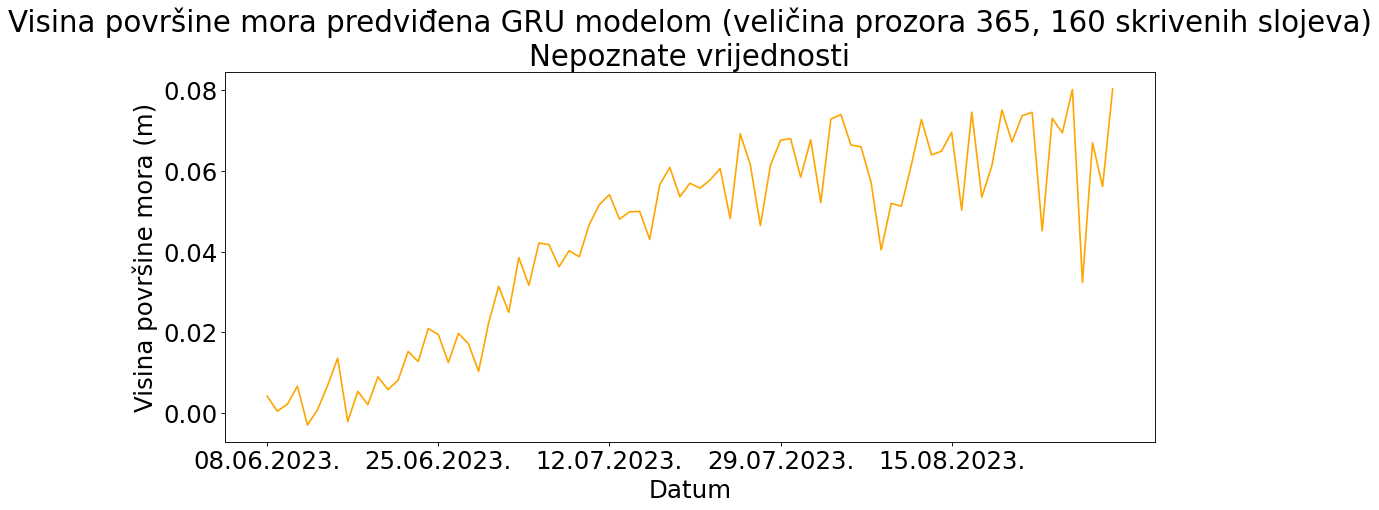 Visina površine mora predviđena GRU modelom (veličina prozora 365, 160 skrivenih slojeva)
Nepoznate vrijednosti
Visina površine mora (m)
0.08
0.06
0.04
0.02
0.00
08.06.2023. 25.06.2023. 12.07.2023. 29.07.2023. 15.08.2023.
Datum